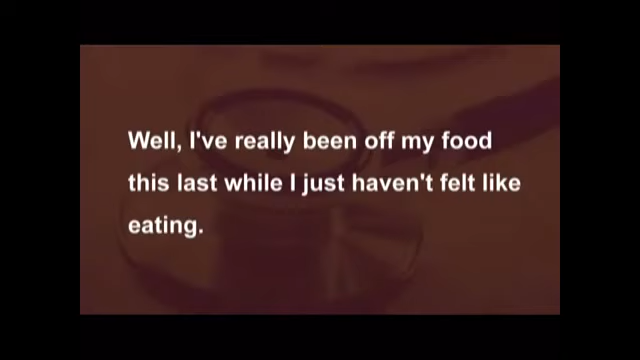 Well, I've really been off my food
this last while I just haven't felt like
eating.